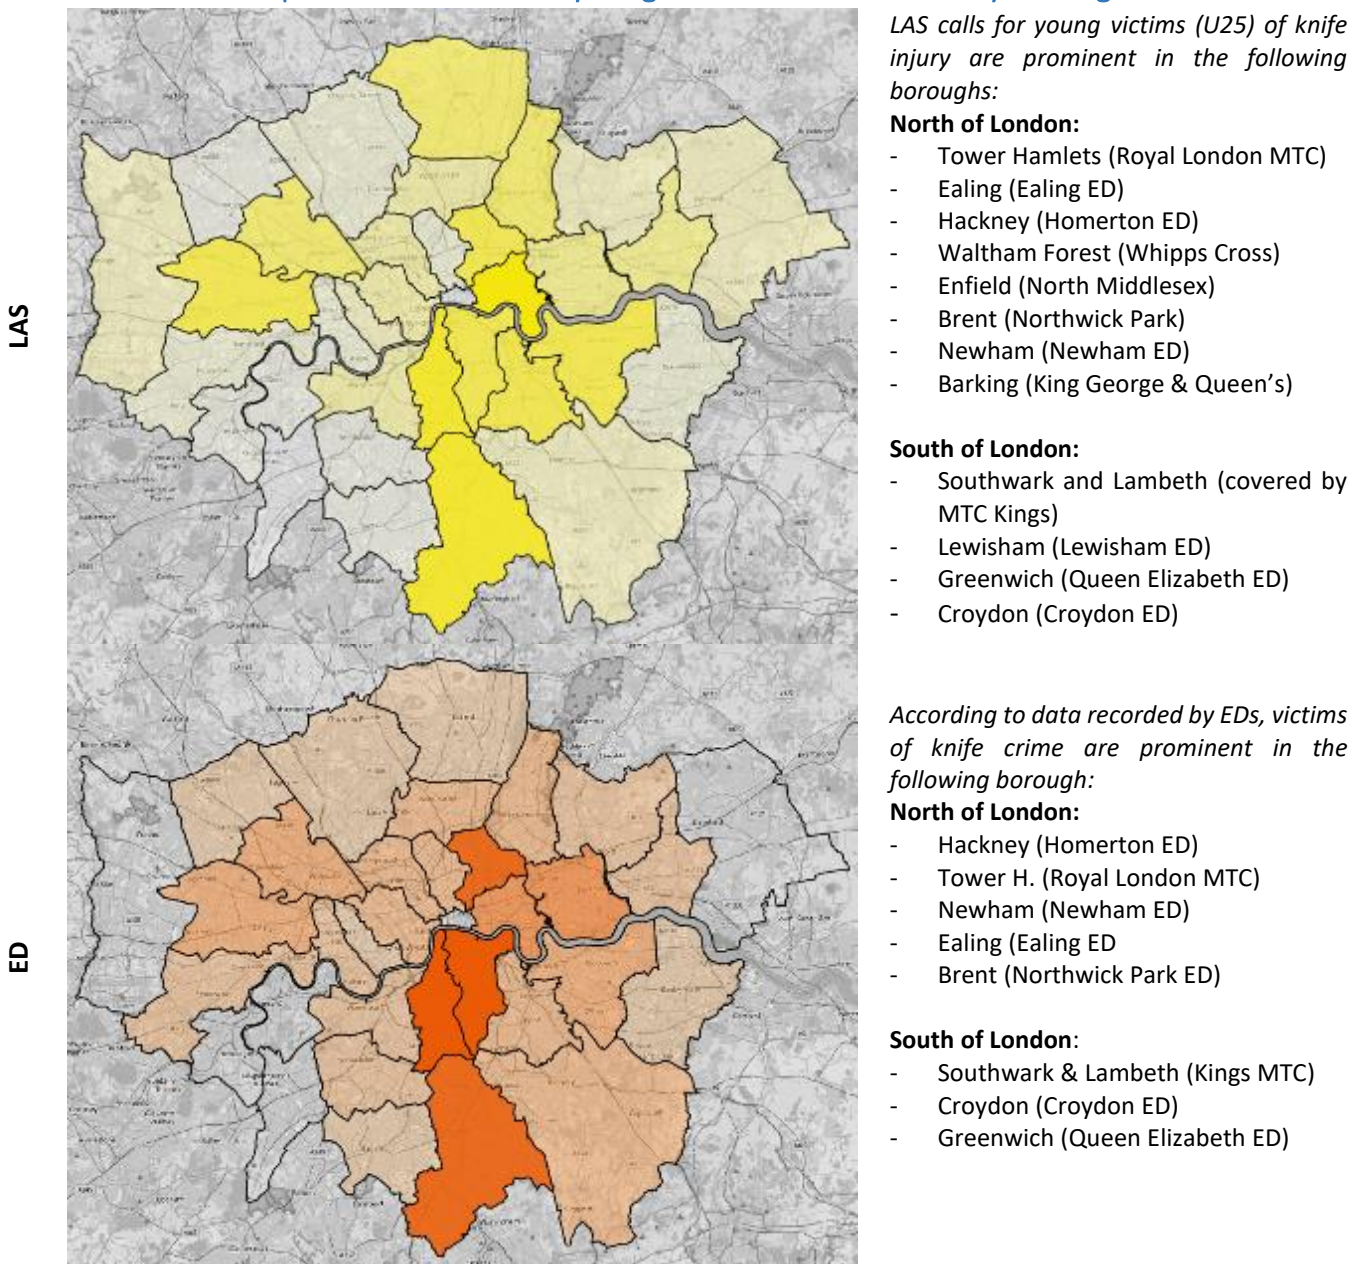 LAS calls for young victims (U25) of knife
injury are prominent in the following
boroughs:
North of London:
- Tower Hamlets (Royal London MTC)
- Ealing (Ealing ED)
- Hackney (Homerton ED)
- Waltham Forest (Whipps Cross)
- Enfield (North Middlesex)
- Brent (Northwick Park)
- Newham (Newham ED)
- Barking (King George & Queen's)
South of London:
- Southwark and Lambeth (covered by
MTC Kings)
- Lewisham (Lewisham ED)
- Greenwich (Queen Elizabeth ED)
- Croydon (Croydon ED)
LAS
According to data recorded by EDs, victims
of knife crime are prominent in the
following borough:
North of London:
- Hackney (Homerton ED)
- Tower H. (Royal London MTC)
- Newham (Newham ED)
- Ealing (Ealing ED
- Brent (Northwick Park ED)
South of London:
- Southwark & Lambeth (Kings MTC)
- Croydon (Croydon ED)
- Greenwich (Queen Elizabeth ED)
ED